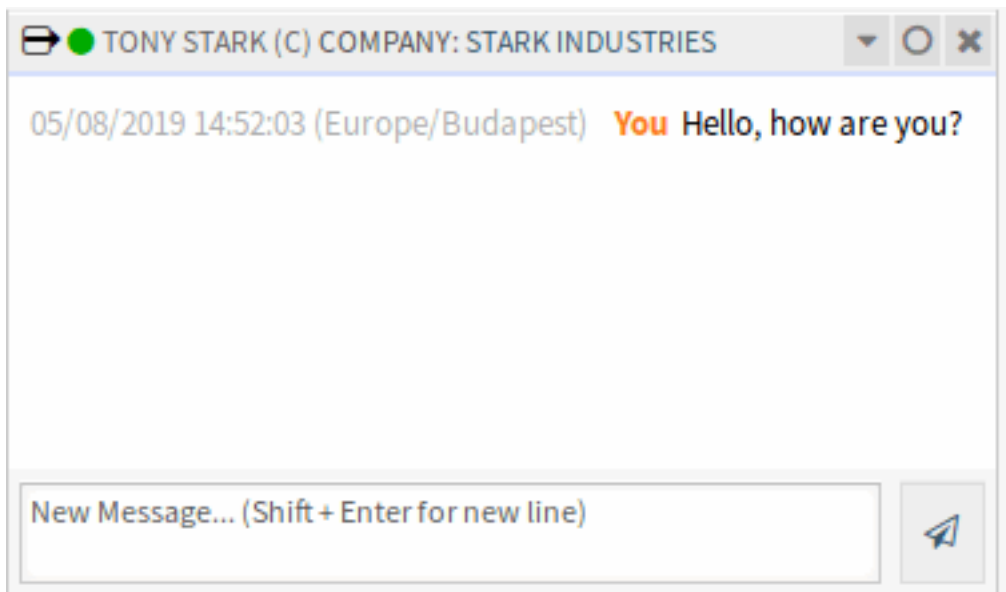 TONY STARK (C) COMPANY: STARK INDUSTRIES
05/08/2019 14:52:03 (Europe/Budapest) You Hello, how are you?
New Message... (Shift + Enter for new line)